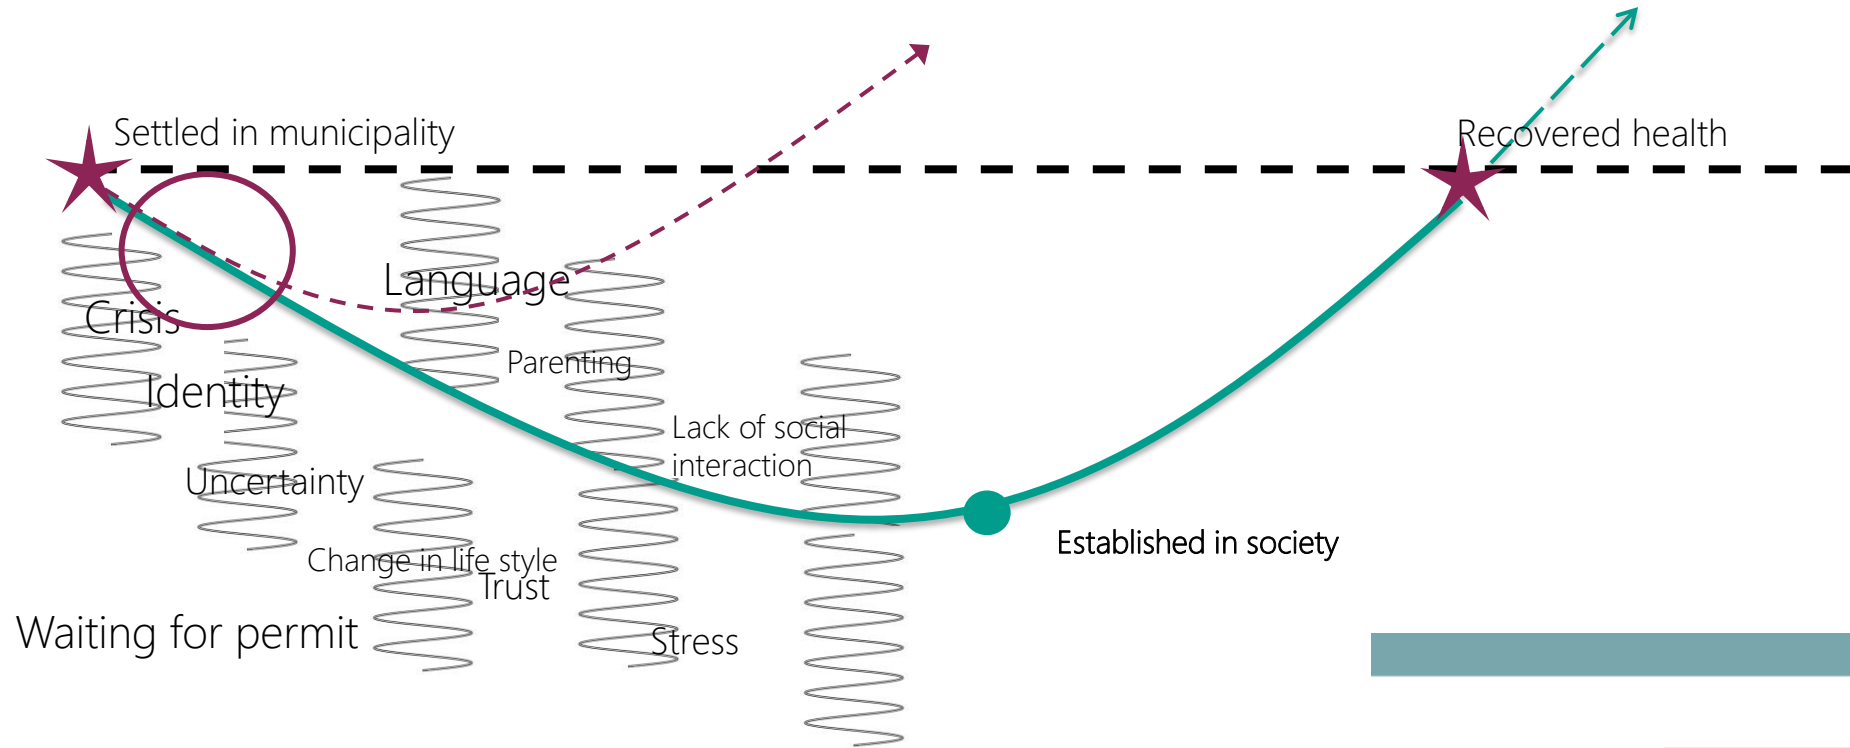 Settled in municipality
Recovered health
Language
Crisis
Parenting
Identity
Lack of social
interaction
Uncertainty
Established in society
Change in life style
Trust
Waiting for permit
Stress